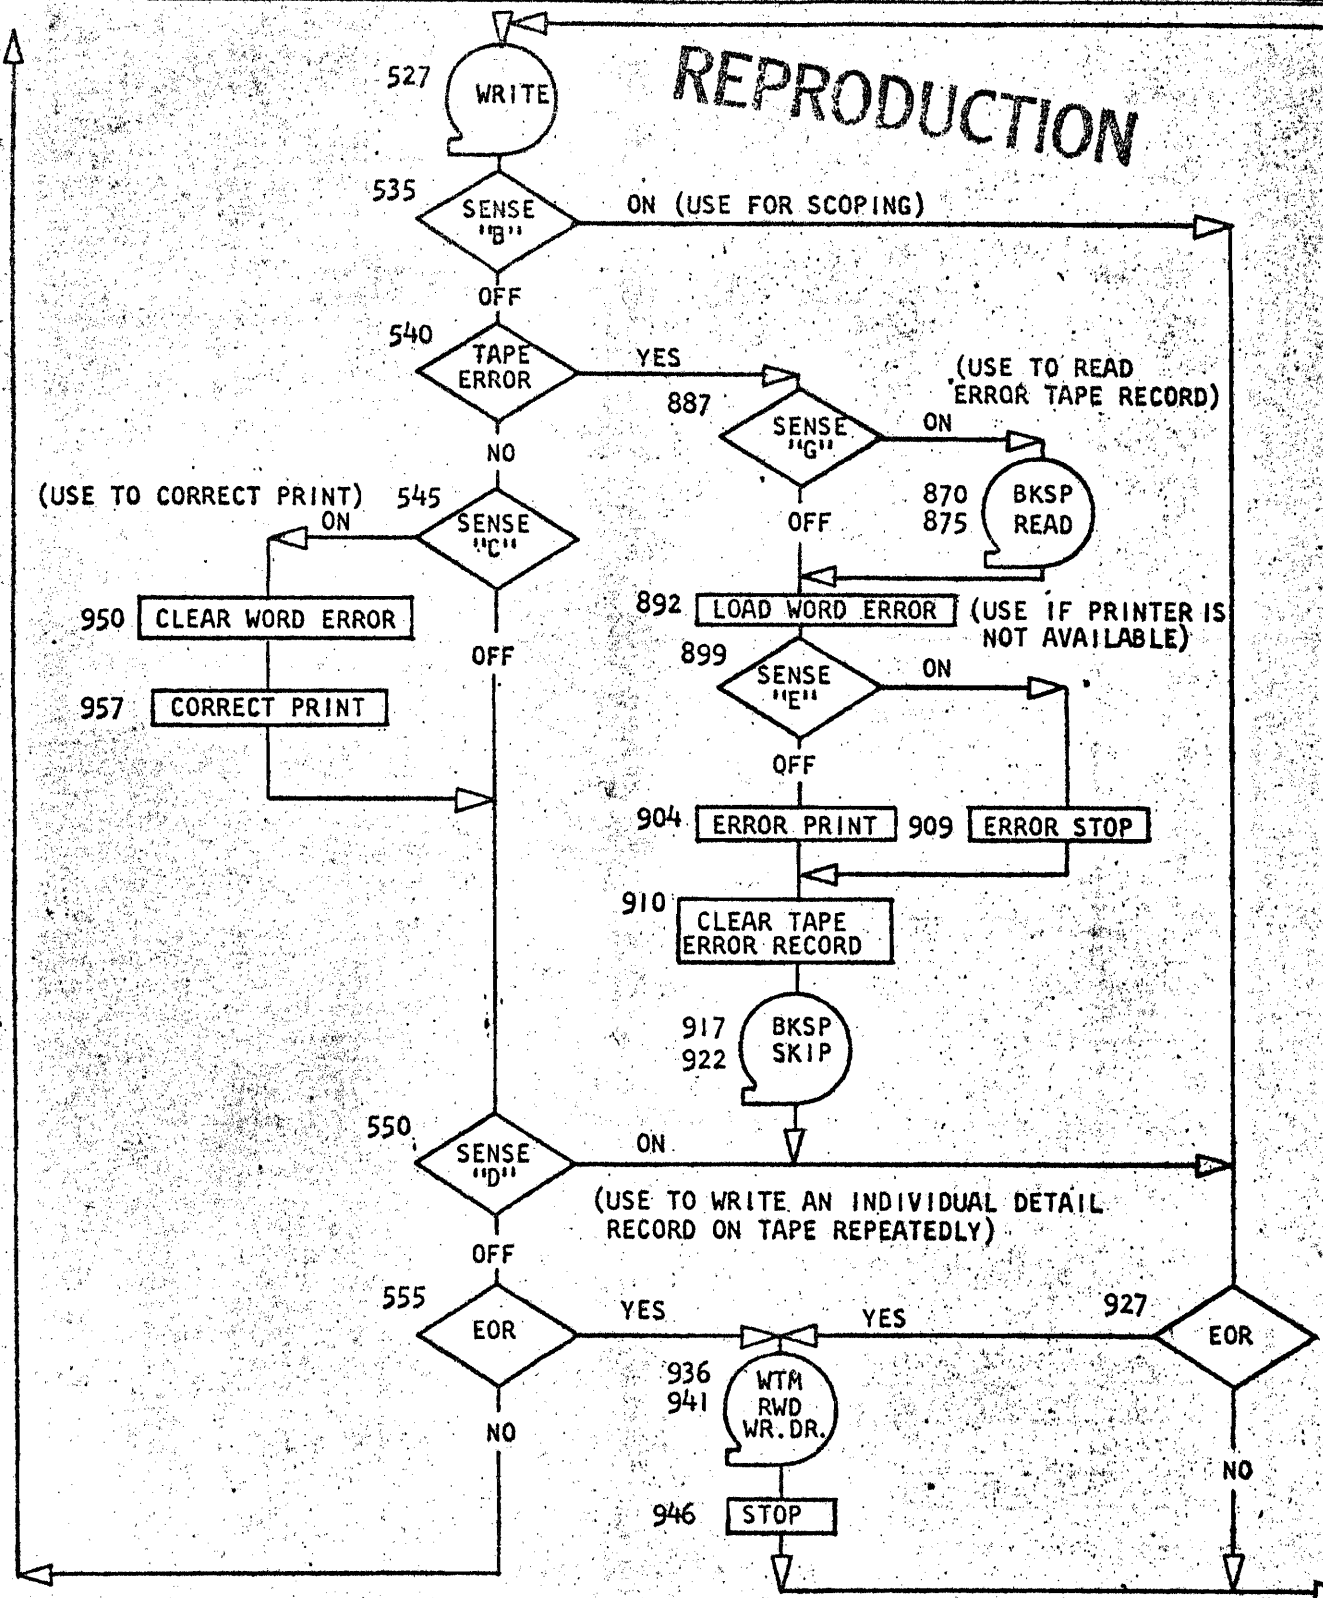 REPRODUCTION
527
WRITE
535
SENSE
"B"
ON (USE FOR SCOPING)
OFF
540
TAPE
ERROR
YES
887
SENSE
"G"
(USE TO READ
ERROR TAPE RECORD)
ON
870
875
BKSP
READ
NO
OFF
(USE TO CORRECT PRINT)
545
SENSE
"C"
ON
950
CLEAR WORD ERROR
892
LOAD WORD ERROR
(USE IF PRINTER IS
NOT AVAILABLE)
OFF
899
SENSE
"E"
ON
957
CORRECT PRINT
OFF
904
ERROR PRINT
909
ERROR STOP
910
CLEAR TAPE
ERROR RECORD
917
922
BKSP
SKIP
550
SENSE
"D"
ON
(USE TO WRITE AN INDIVIDUAL DETAIL
RECORD ON TAPE REPEATEDLY)
OFF
555
EOR
YES
YES
927
EOR
936
941
WTM
RWD
WR.DR.
NO
NO
946
STOP